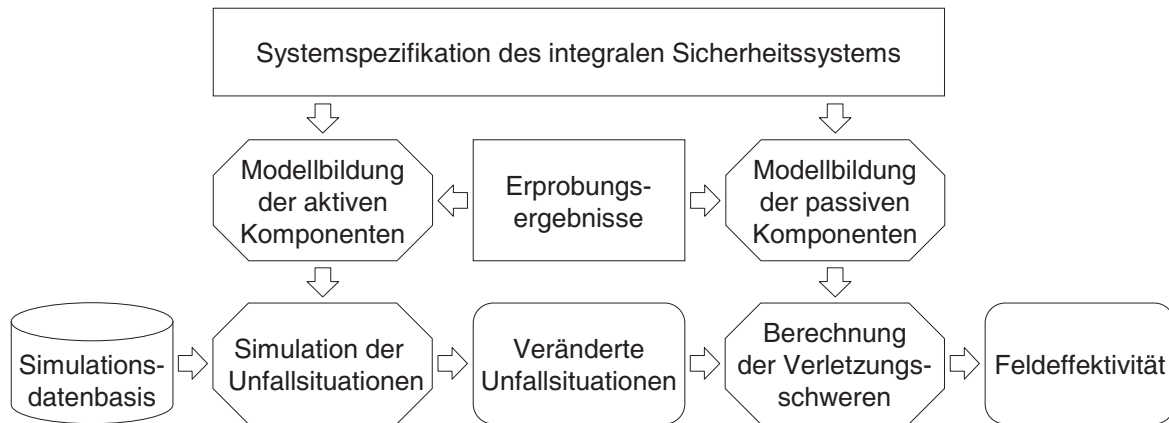 Systemspezifikation des integralen Sicherheitssystems
Modellbildung
der aktiven
Komponenten
Erprobungs-
ergebnisse
Modellbildung
der passiven
Komponenten
Simulations-
datenbasis
Simulation der
Unfallsituationen
Veränderte
Unfallsituationen
Berechnung
der Verletzungs-
schweren
Feldeffektivität